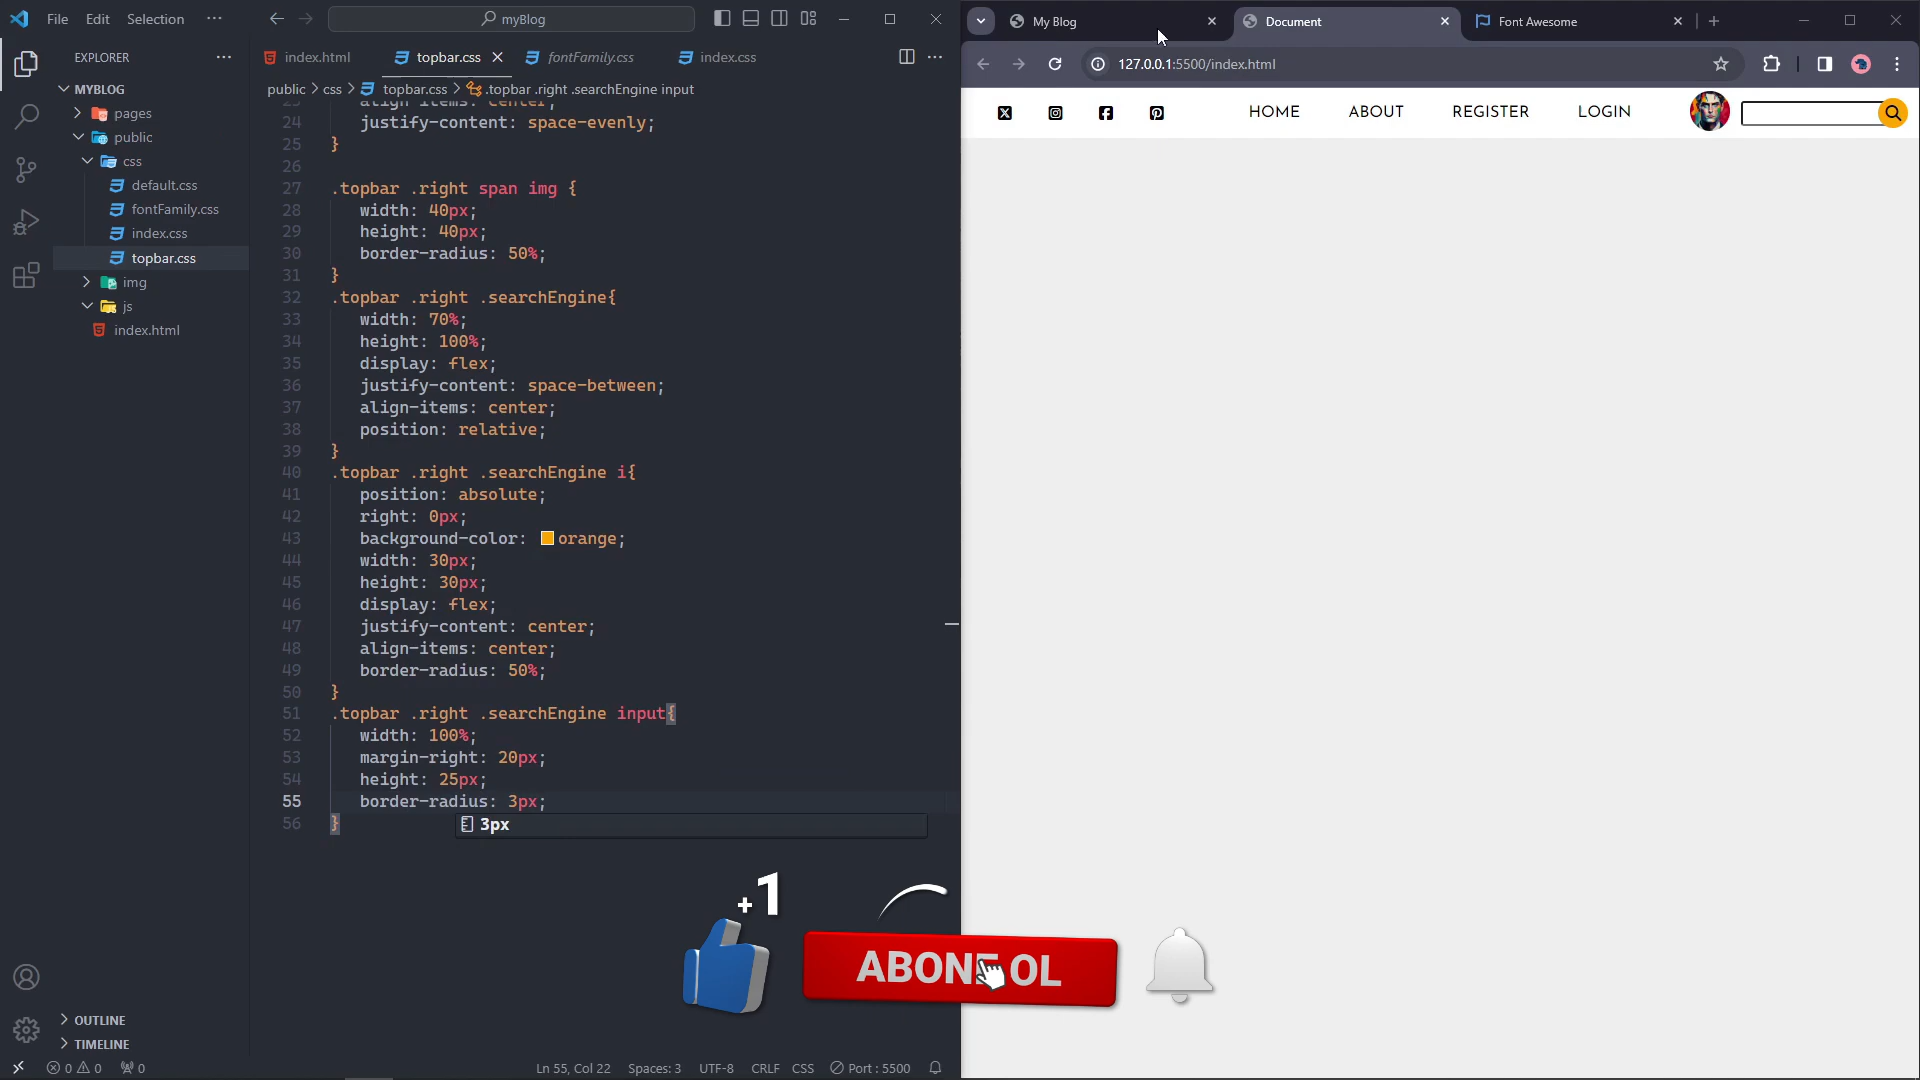 File Edit Selection ··· myBlog
EXPLORER ···
MYBLOG
pages
public
css
default.css
fontFamily.css
index.css
topbar.css
img
js
index.html
OUTLINE
TIMELINE
index.html topbar.css fontFamily.css index.css
public > css > topbar.css > .topbar .right .searchEngine input
23 align-items: center;
24 justify-content: space-evenly;
25 }
26
27 .topbar .right span img {
28 width: 40px;
29 height: 40px;
30 border-radius: 50%;
31 }
32 .topbar .right .searchEngine{
33 width: 70%;
34 height: 100%;
35 display: flex;
36 justify-content: space-between;
37 align-items: center;
38 position: relative;
39 }
40 .topbar .right .searchEngine i{
41 position: absolute;
42 right: 0px;
43 background-color: orange;
44 width: 30px;
45 height: 30px;
46 display: flex;
47 justify-content: center;
48 align-items: center;
49 border-radius: 50%;
50 }
51 .topbar .right .searchEngine input{
52 width: 100%;
53 margin-right: 20px;
54 height: 25px;
55 border-radius: 3px;
56 }
3px
0 0 0 Ln 55, Col 22 Spaces: 3 UTF-8 CRLF CSS Port : 5500
My Blog Document Font Awesome
127.0.0.1:5500/index.html
HOME ABOUT REGISTER LOGIN
+1
ABONE OL